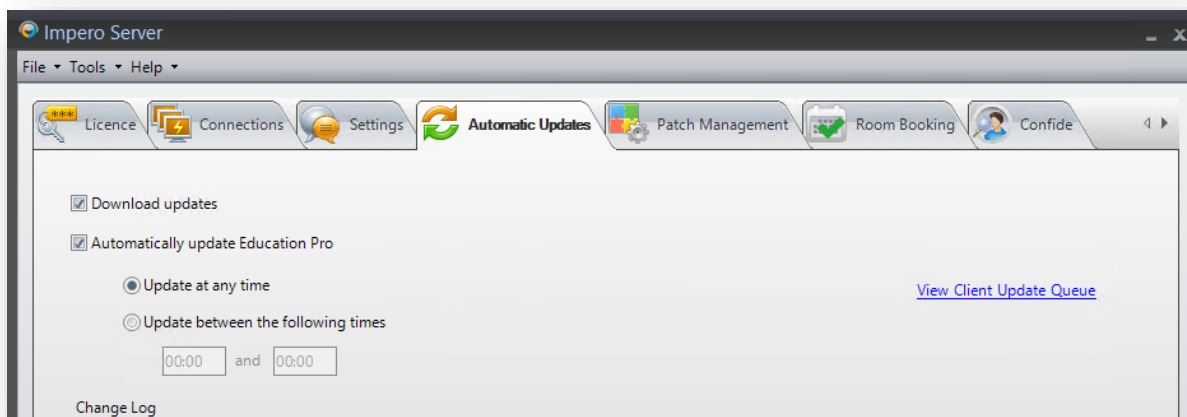 Impero Server
File Tools Help
*** Licence Connections Settings Automatic Updates Patch Management Room Booking Confide
Download updates
Automatically update Education Pro
Update at any time
View Client Update Queue
Update between the following times
00:00 and 00:00
Change Log